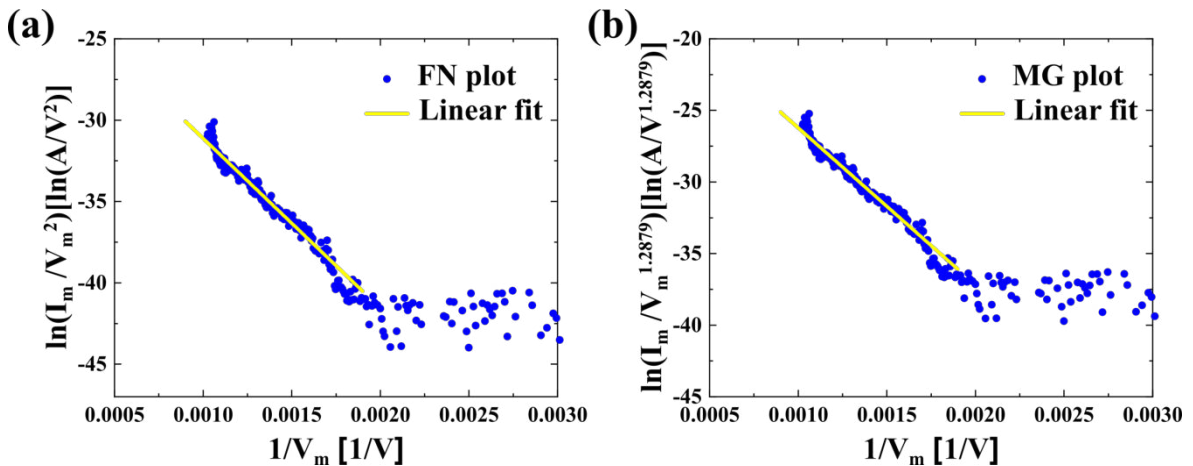 (a)
-25
-30
-35
-40
-45
ln(Iₘ/Vₘ²)[ln(A/V²)]
FN plot
Linear fit
0.0005 0.0010 0.0015 0.0020 0.0025 0.0030
1/Vₘ [1/V]
(b)
-20
-25
-30
-35
-40
-45
ln(Iₘ/Vₘ¹·²⁸⁷⁹)[ln(A/V¹·²⁸⁷⁹)]
MG plot
Linear fit
0.0005 0.0010 0.0015 0.0020 0.0025 0.0030
1/Vₘ [1/V]